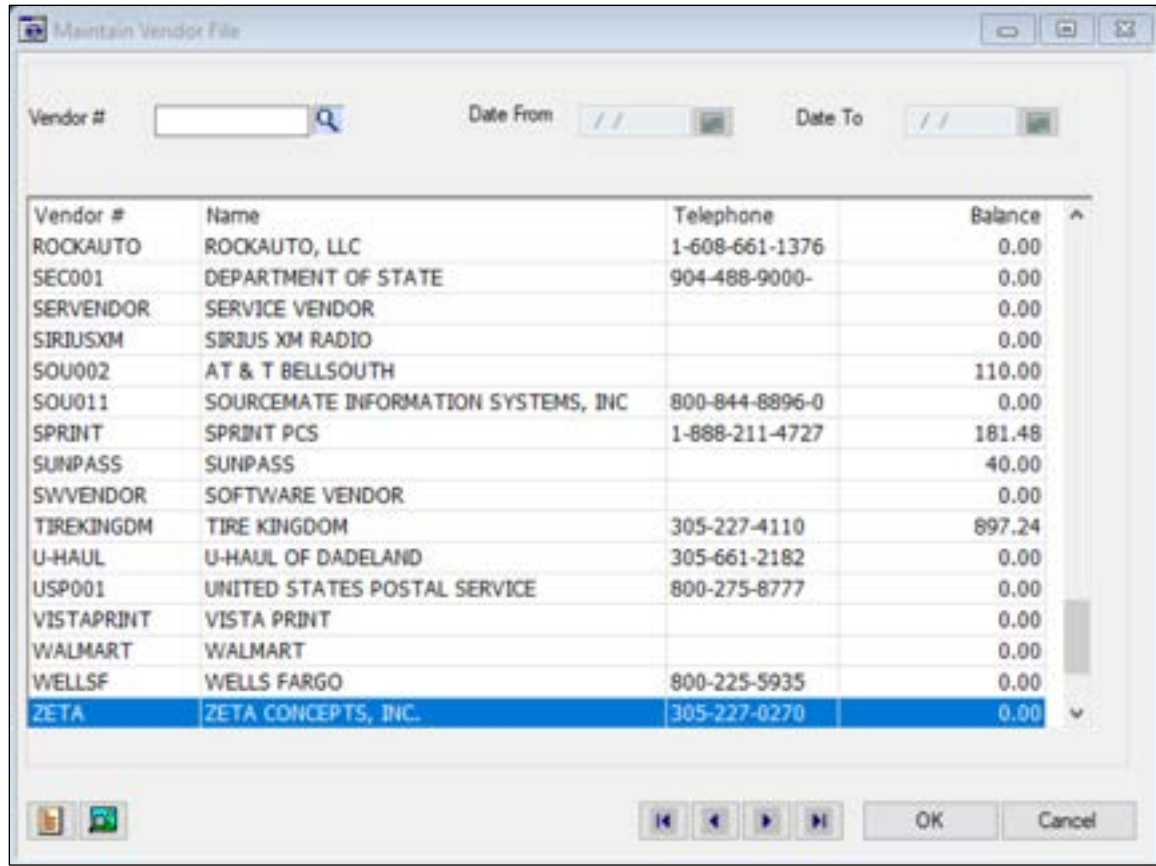 Maintain Vendor File
Vendor # Date From / / Date To / /
Vendor # Name Telephone Balance
ROCKAUTO ROCKAUTO, LLC 1-608-661-1376 0.00
SEC001 DEPARTMENT OF STATE 904-488-9000- 0.00
SERVENDOR SERVICE VENDOR 0.00
SIRIUSXM SIRIUS XM RADIO 0.00
SOU002 AT & T BELLSOUTH 110.00
SOU011 SOURCEMATE INFORMATION SYSTEMS, INC 800-844-8896-0 0.00
SPRINT SPRINT PCS 1-888-211-4727 181.48
SUNPASS SUNPASS 40.00
SWVENDOR SOFTWARE VENDOR 0.00
TIREKINGDM TIRE KINGDOM 305-227-4110 897.24
U-HAUL U-HAUL OF DADELAND 305-661-2182 0.00
USP001 UNITED STATES POSTAL SERVICE 800-275-8777 0.00
VISTAPRINT VISTA PRINT 0.00
WALMART WALMART 0.00
WELLSF WELLS FARGO 800-225-5935 0.00
ZETA ZETA CONCEPTS, INC. 305-227-0270 0.00
OK Cancel